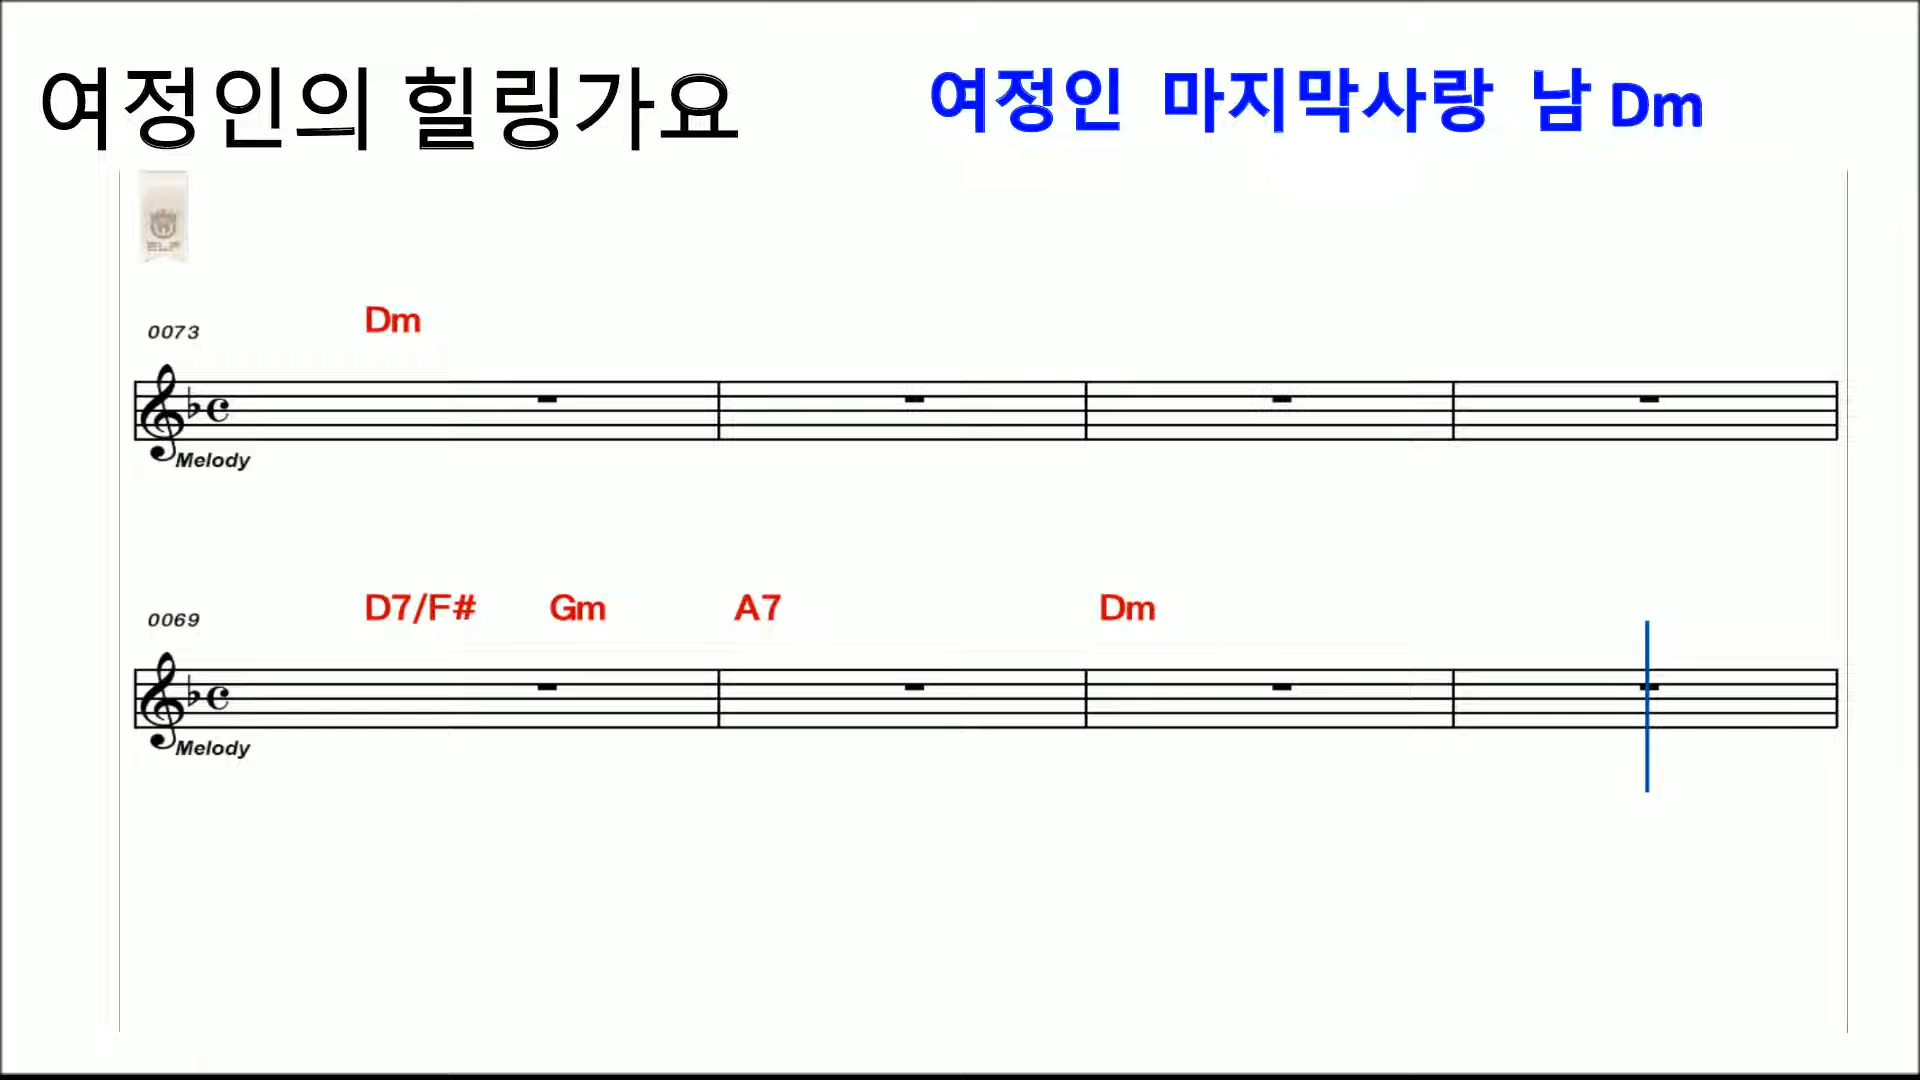 여정인의 힐링가요
여정인 마지막사랑 남 Dm
ELF
0073 Dm
Melody
0069 D7/F# Gm A7 Dm
Melody